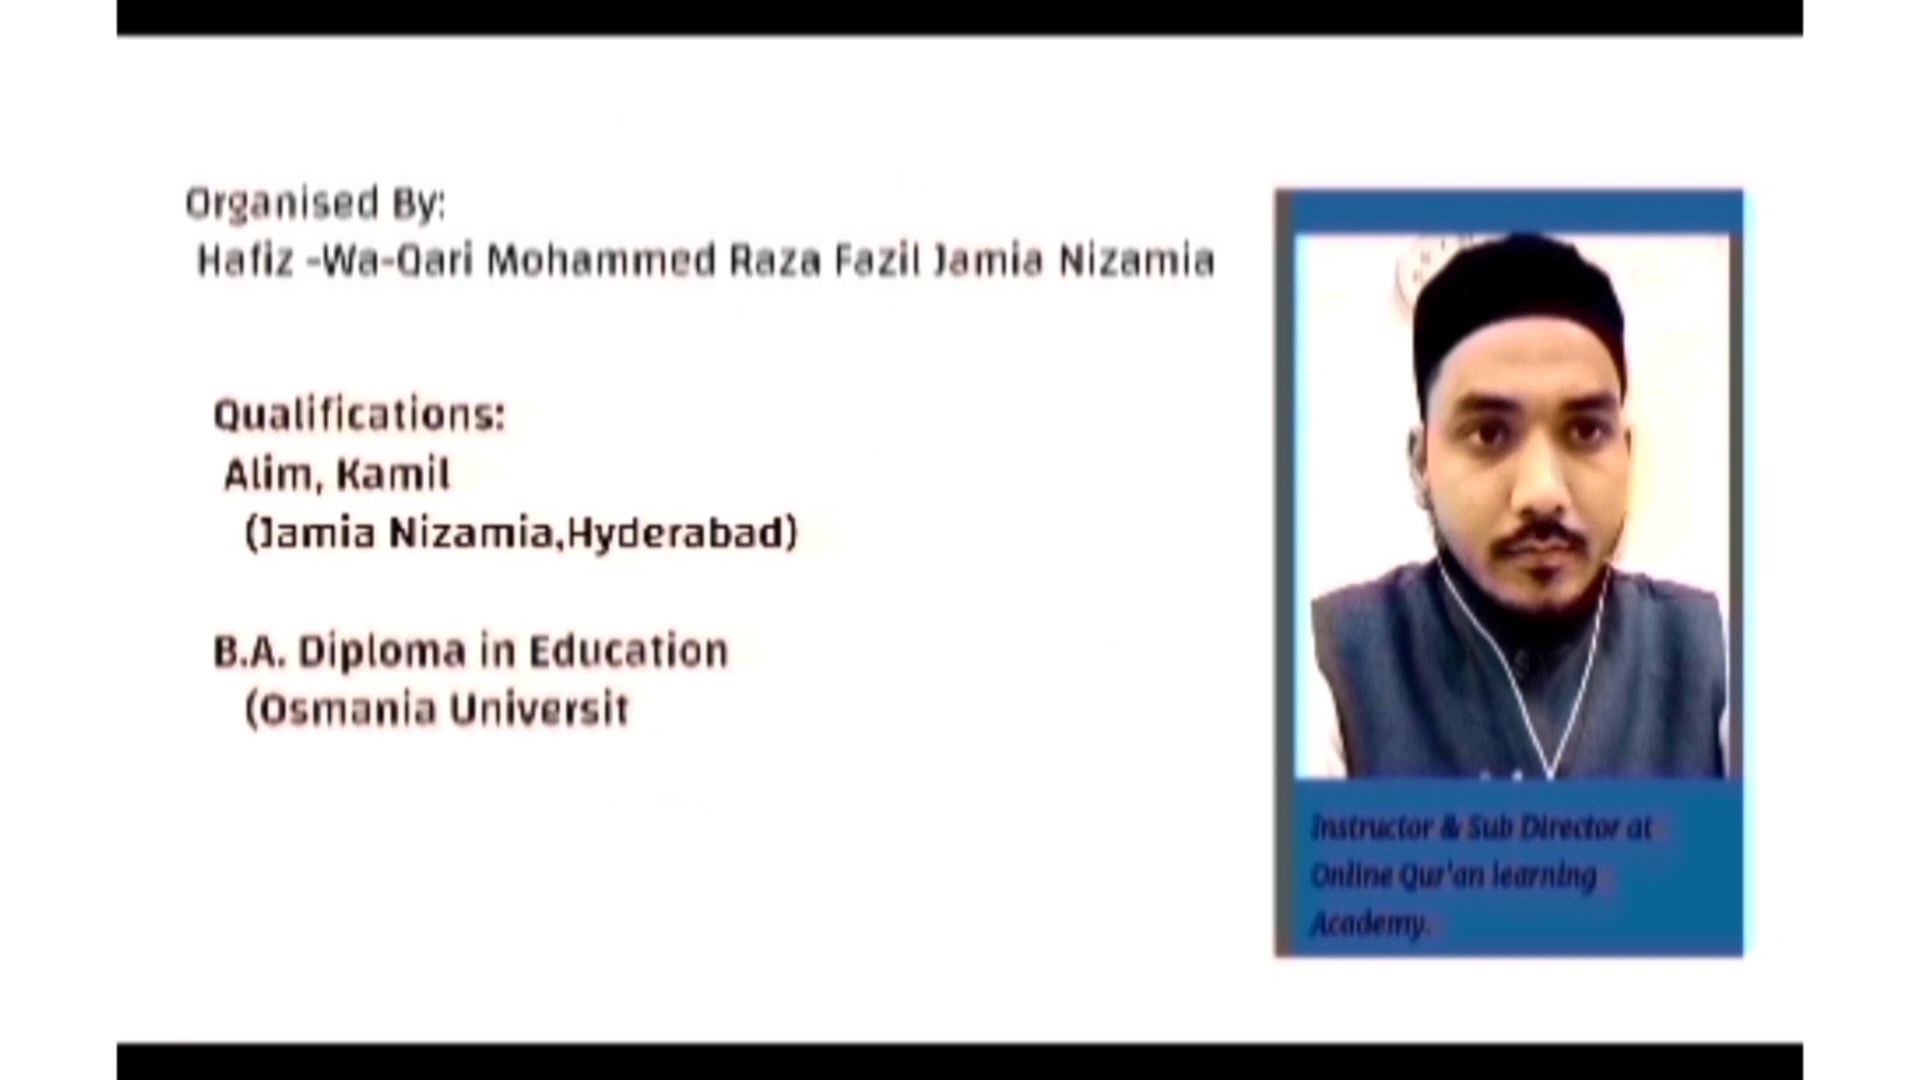 Organised By:
Hafiz -Wa-Qari Mohammed Raza Fazil Jamia Nizamia
Qualifications:
Alim, Kamil
(Jamia Nizamia,Hyderabad)
B.A. Diploma in Education
(Osmania Universit
Instructor & Sub Director at
Online Qur'an learning
Academy.